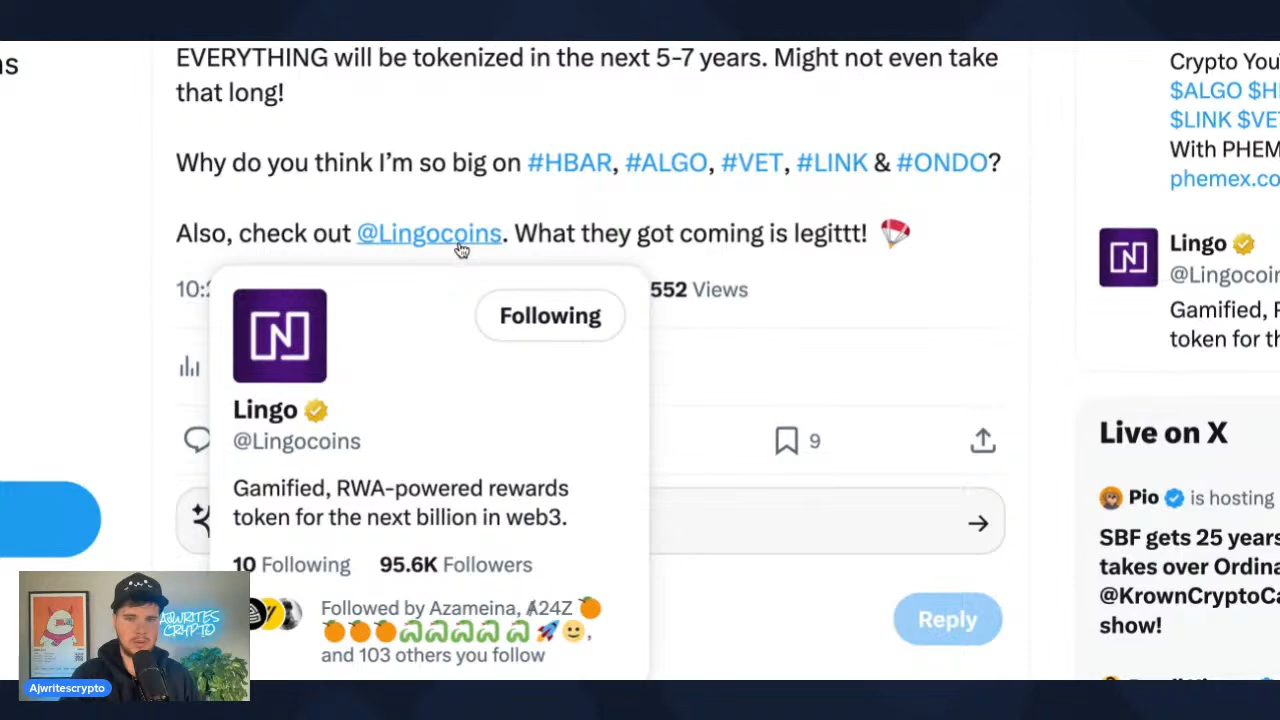 ns
EVERYTHING will be tokenized in the next 5-7 years. Might not even take
that long!
Why do you think I’m so big on #HBAR, #ALGO, #VET, #LINK & #ONDO?
Also, check out @Lingocoins. What they got coming is legittt!
10:2
552 Views
Following
Lingo
@Lingocoins
Gamified, RWA-powered rewards
token for the next billion in web3.
10 Following 95.6K Followers
Followed by Azameina, Ⱥ24Z
and 103 others you follow
9
Reply
Crypto You
$ALGO $H
$LINK $VE
With PHEM
phemex.co
Lingo
@Lingocoi
Gamified, R
token for th
Live on X
Pio is hosting
SBF gets 25 years
takes over Ordina
@KrownCryptoCa
show!
AJWRITES
CRYPTO
Ajwritescrypto